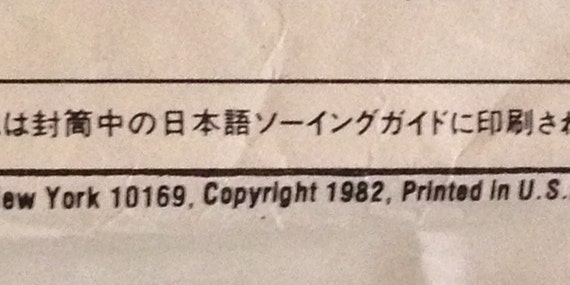 は封筒中の日本語ソーイングガイドに印刷さ
ew York 10169, Copyright 1982, Printed in U.S.